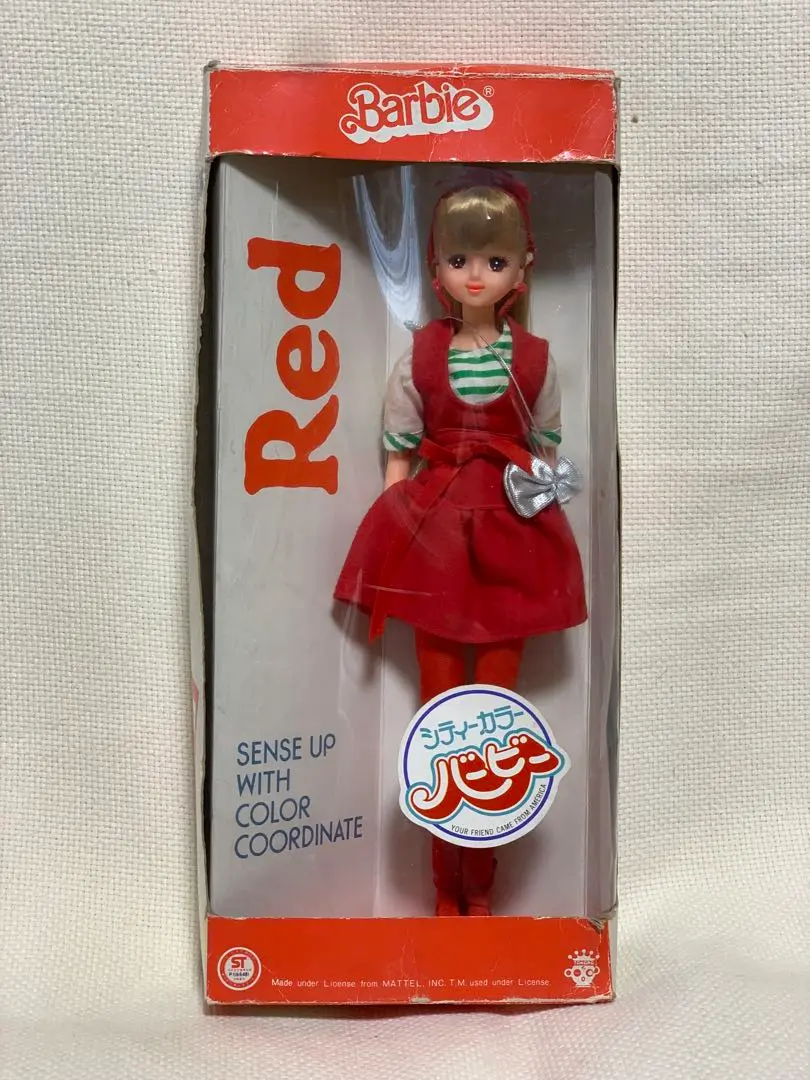 Barbie®
Red
SENSE UP
WITH
COLOR
COORDINATE
シティーカラー
バービー
YOUR FRIEND CAME FROM AMERICA
ST
Made under License from MATTEL, INC. T.M. used under License.